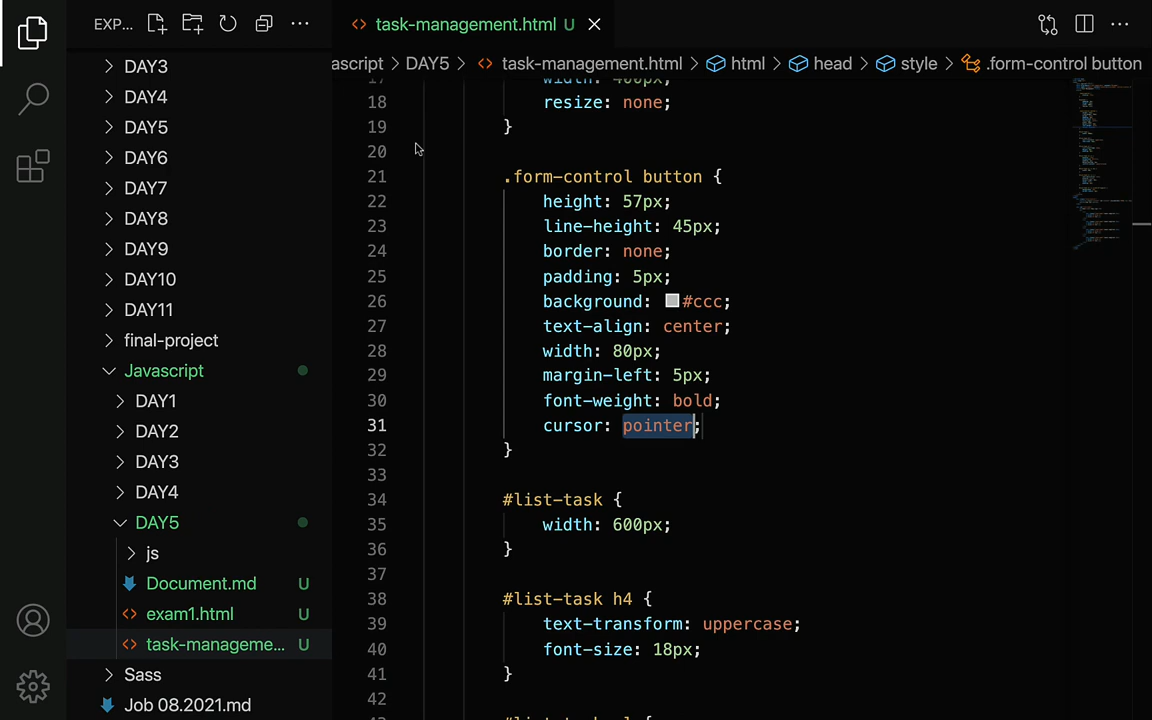 EXP...
task-management.html U
ascript > DAY5 > task-management.html > html > head > style > .form-control button
DAY3
DAY4
DAY5
DAY6
DAY7
DAY8
DAY9
DAY10
DAY11
final-project
Javascript
DAY1
DAY2
DAY3
DAY4
DAY5
js
Document.md U
exam1.html U
task-manageme... U
Sass
Job 08.2021.md
17 width: 400px;
18 resize: none;
19 }
20
21 .form-control button {
22 height: 57px;
23 line-height: 45px;
24 border: none;
25 padding: 5px;
26 background: #ccc;
27 text-align: center;
28 width: 80px;
29 margin-left: 5px;
30 font-weight: bold;
31 cursor: pointer;
32 }
33
34 #list-task {
35 width: 600px;
36 }
37
38 #list-task h4 {
39 text-transform: uppercase;
40 font-size: 18px;
41 }
42